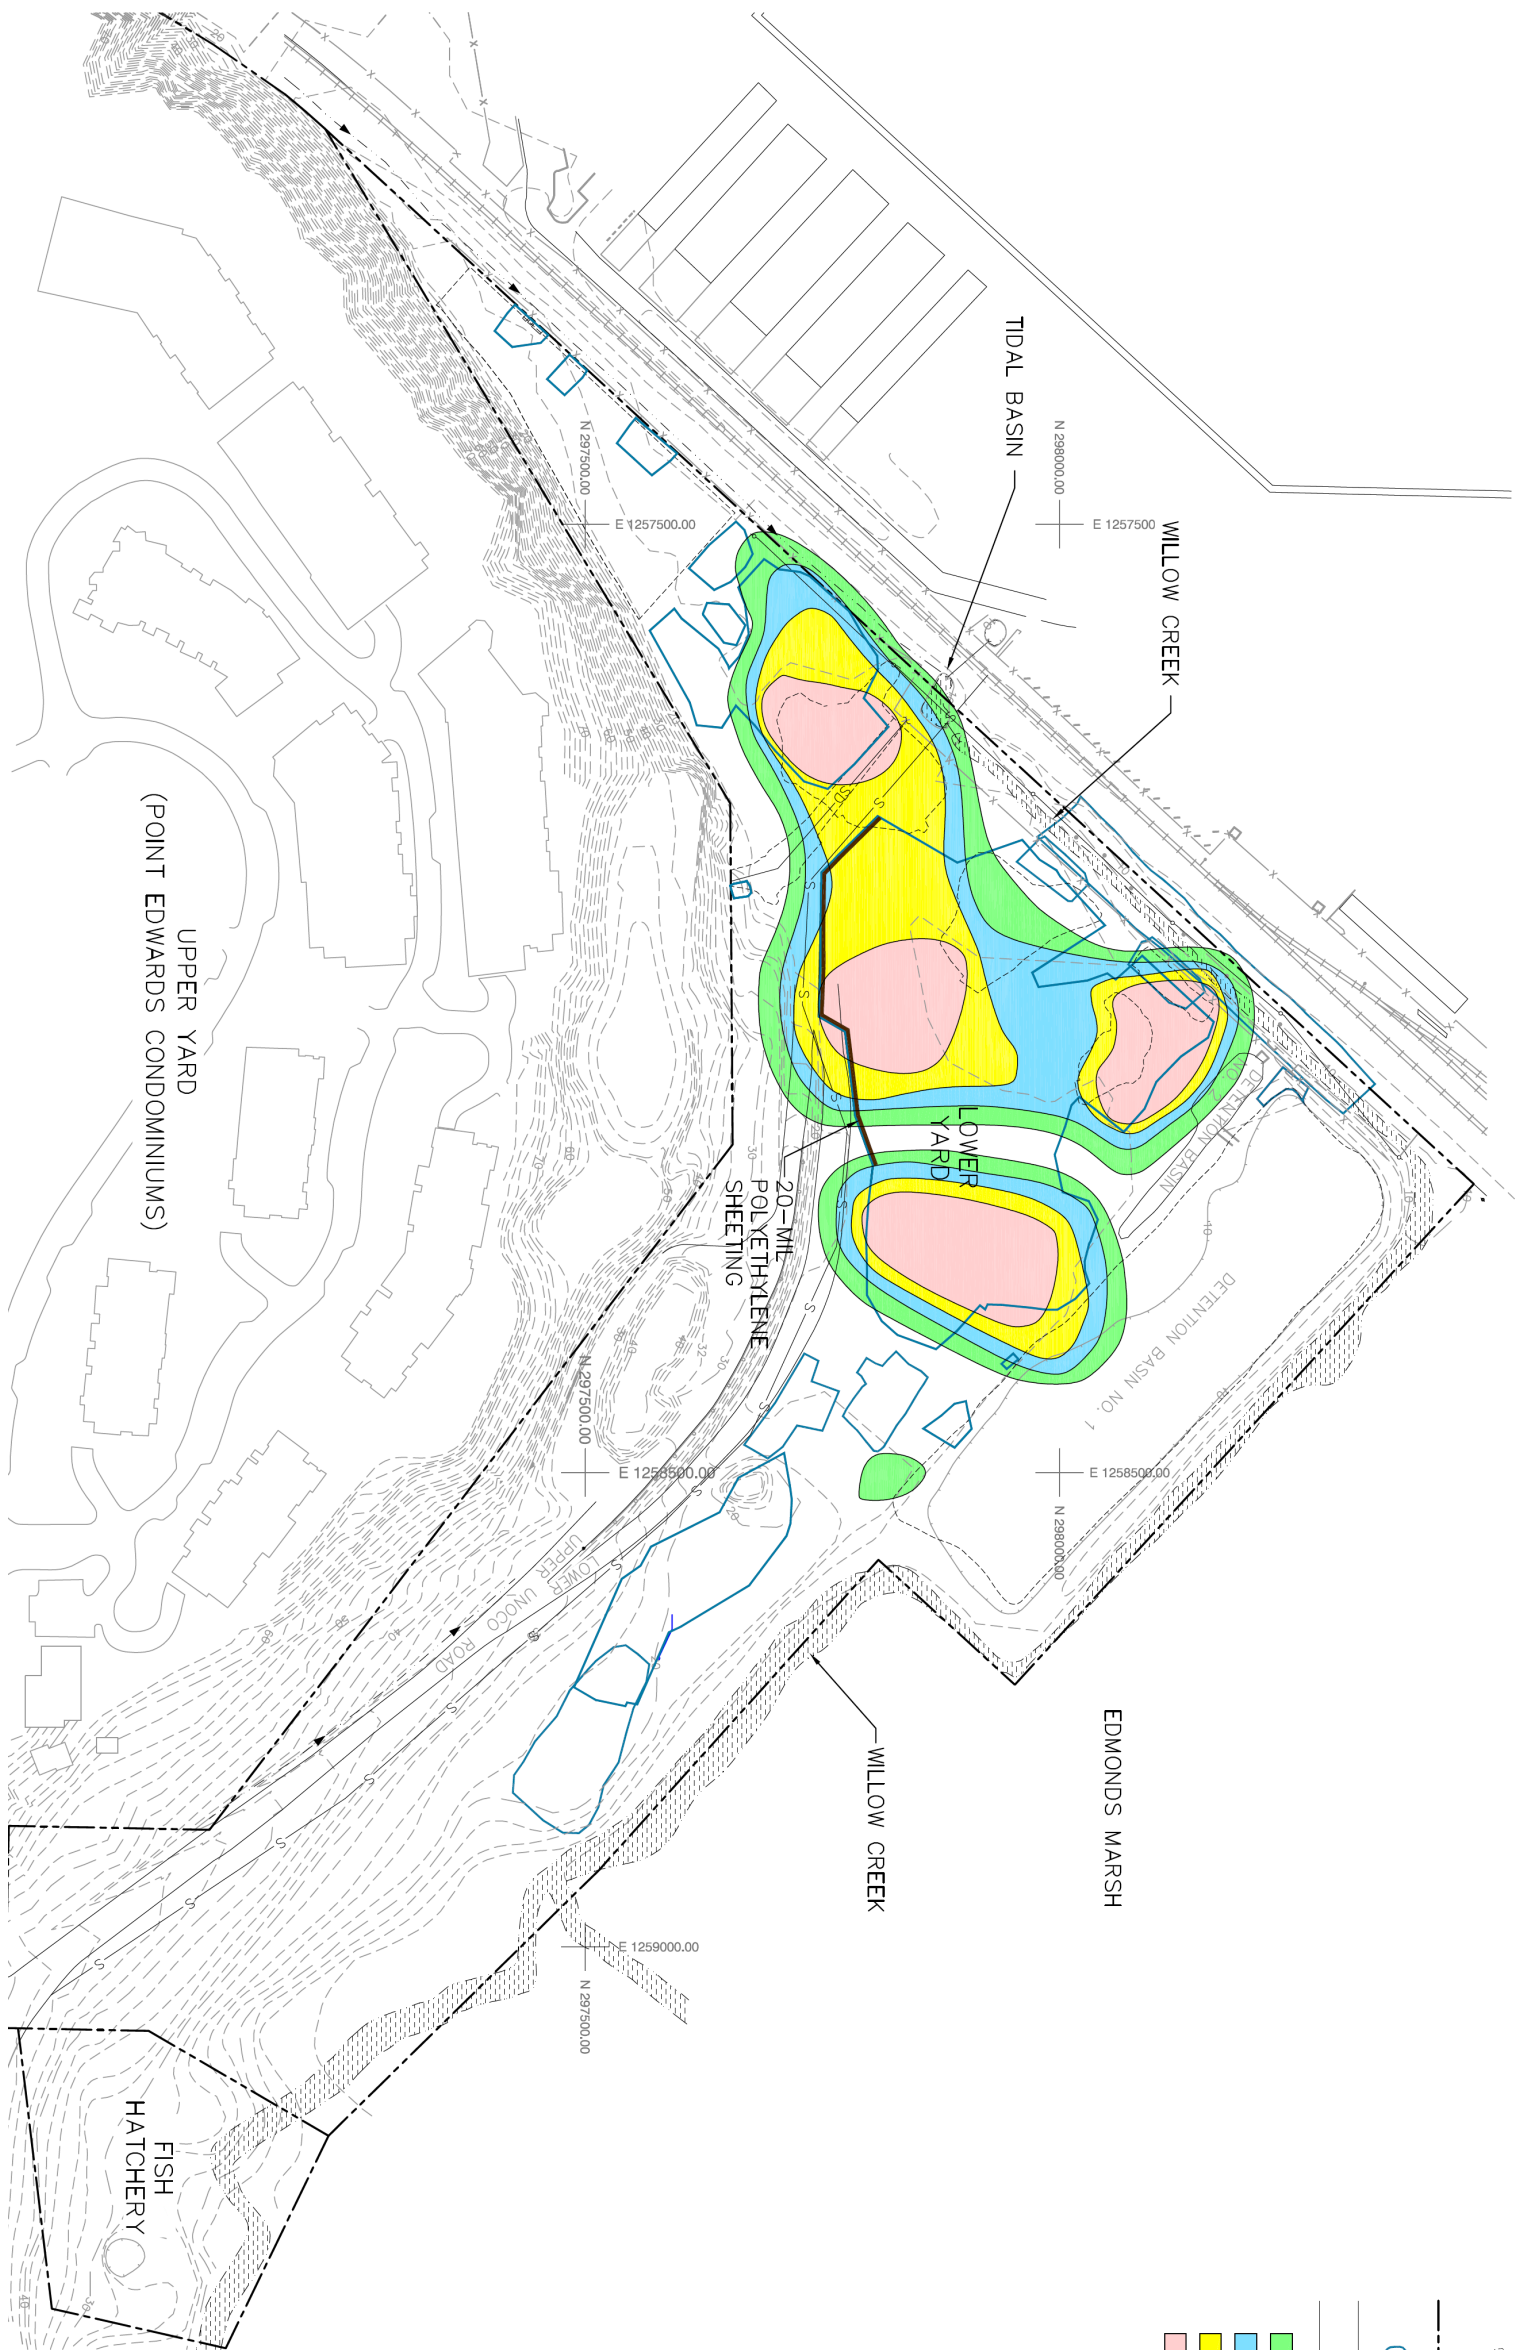 TIDAL BASIN
WILLOW CREEK
N 297500.00
E 1257500.00
N 298000.00
E 1257500
UPPER YARD
(POINT EDWARDS CONDOMINIUMS)
LOWER
YARD
20-MIL
POLYETHYLENE
SHEETING
DETENTION BASIN
NO. 2
DETENTION BASIN NO. 1
N 297500.00
E 1258500.00
E 1258500.00
N 298000.00
LOWER
UPPER UNOCO ROAD
WILLOW CREEK
EDMONDS MARSH
E 1259000.00
N 297500.00
FISH
HATCHERY